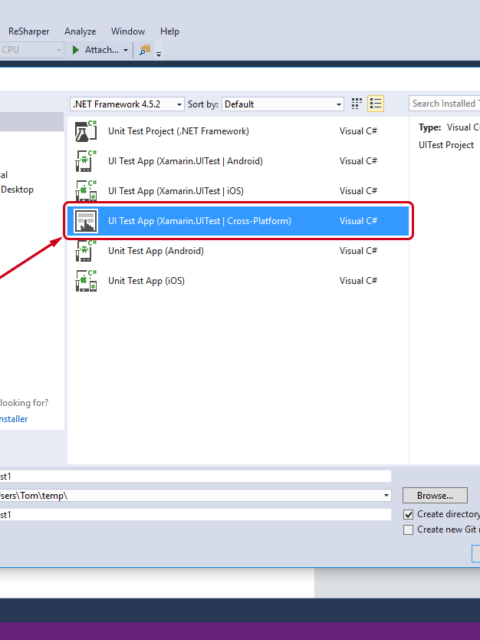 ReSharper Analyze Window Help
CPU Attach...
.NET Framework 4.5.2 Sort by: Default Search Installed T
Unit Test Project (.NET Framework) Visual C#
Type: Visual C
UI Test App (Xamarin.UITest | Android) Visual C#
UITest Project
UI Test App (Xamarin.UITest | iOS) Visual C#
Desktop
UI Test App (Xamarin.UITest | Cross-Platform) Visual C#
Unit Test App (Android) Visual C#
Unit Test App (iOS) Visual C#
looking for?
nstaller
st1
sers\Tom\temp\ Browse...
st1 Create directory
Create new Git